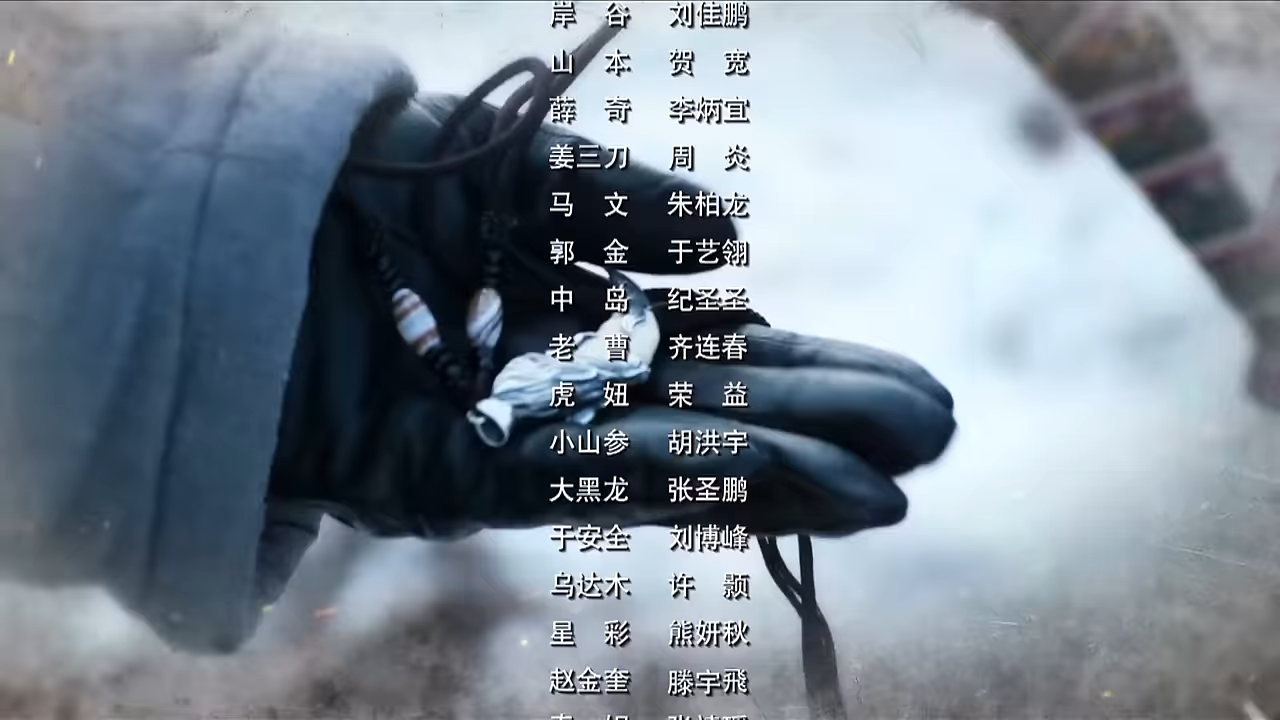 岸谷 刘佳鹏
山本 贺宽
薛奇 李炳宜
姜三刀 周炎
马文 朱柏龙
郭金 于艺翎
中岛 纪圣圣
老曹 齐连春
虎妞 荣益
小山参 胡洪宇
大黑龙 张圣鹏
于安全 刘博峰
乌达木 许颢
星彩 熊妍秋
赵金奎 滕宇飛